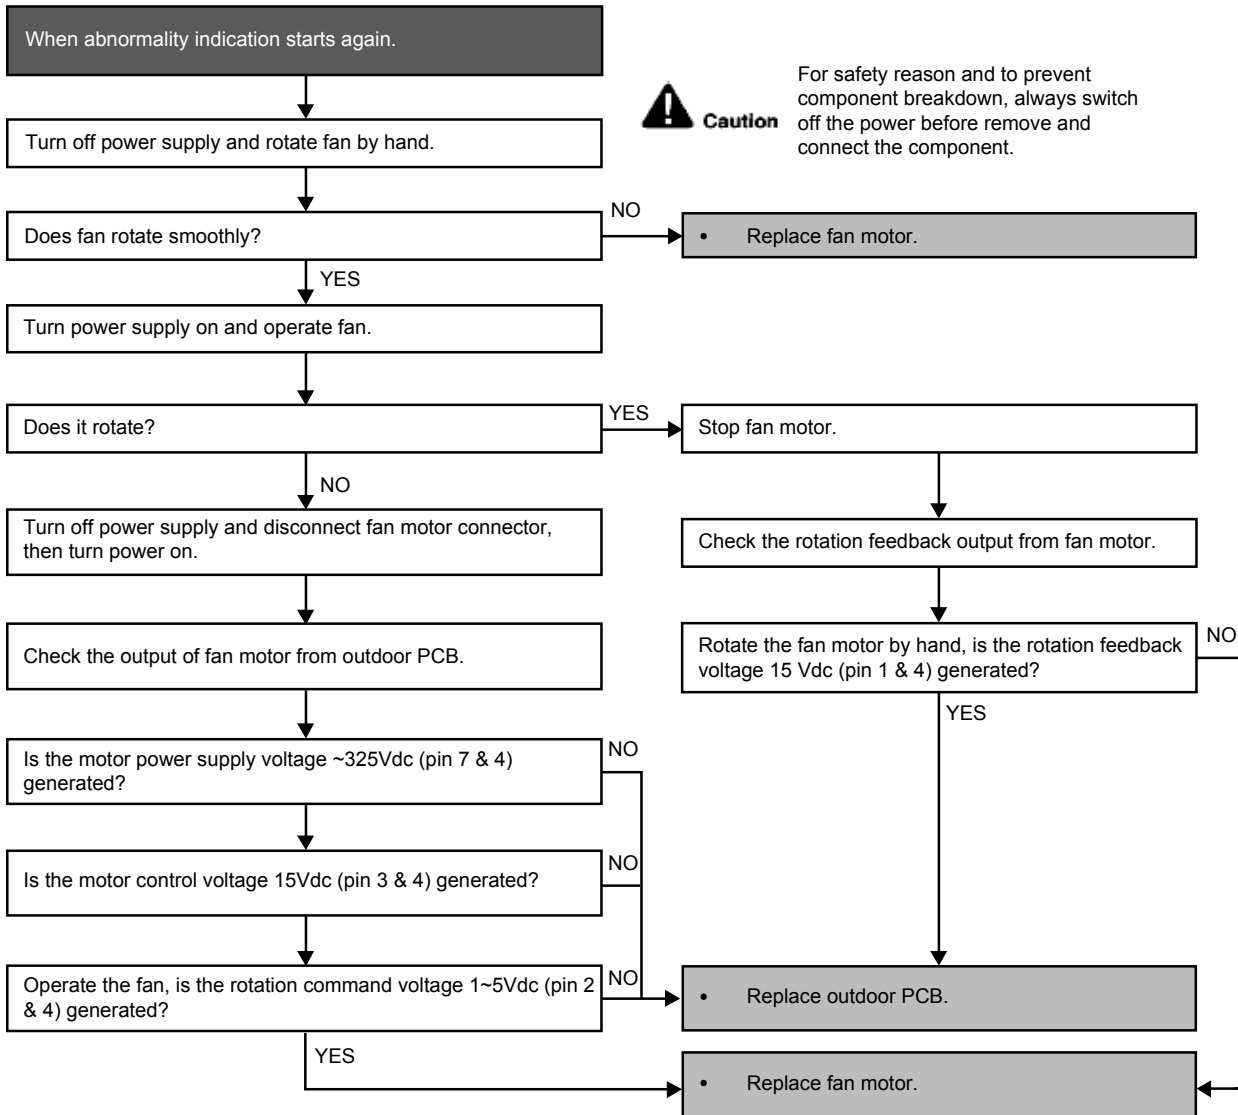 When abnormality indication starts again.
Caution
For safety reason and to prevent
component breakdown, always switch
off the power before remove and
connect the component.
Turn off power supply and rotate fan by hand.
Does fan rotate smoothly?
NO
• Replace fan motor.
YES
Turn power supply on and operate fan.
Does it rotate?
YES
Stop fan motor.
NO
Turn off power supply and disconnect fan motor connector,
then turn power on.
Check the rotation feedback output from fan motor.
Check the output of fan motor from outdoor PCB.
Rotate the fan motor by hand, is the rotation feedback
voltage 15 Vdc (pin 1 & 4) generated?
NO
YES
Is the motor power supply voltage ~325Vdc (pin 7 & 4)
generated?
NO
Is the motor control voltage 15Vdc (pin 3 & 4) generated?
NO
Operate the fan, is the rotation command voltage 1~5Vdc (pin 2
& 4) generated?
NO
• Replace outdoor PCB.
YES
• Replace fan motor.